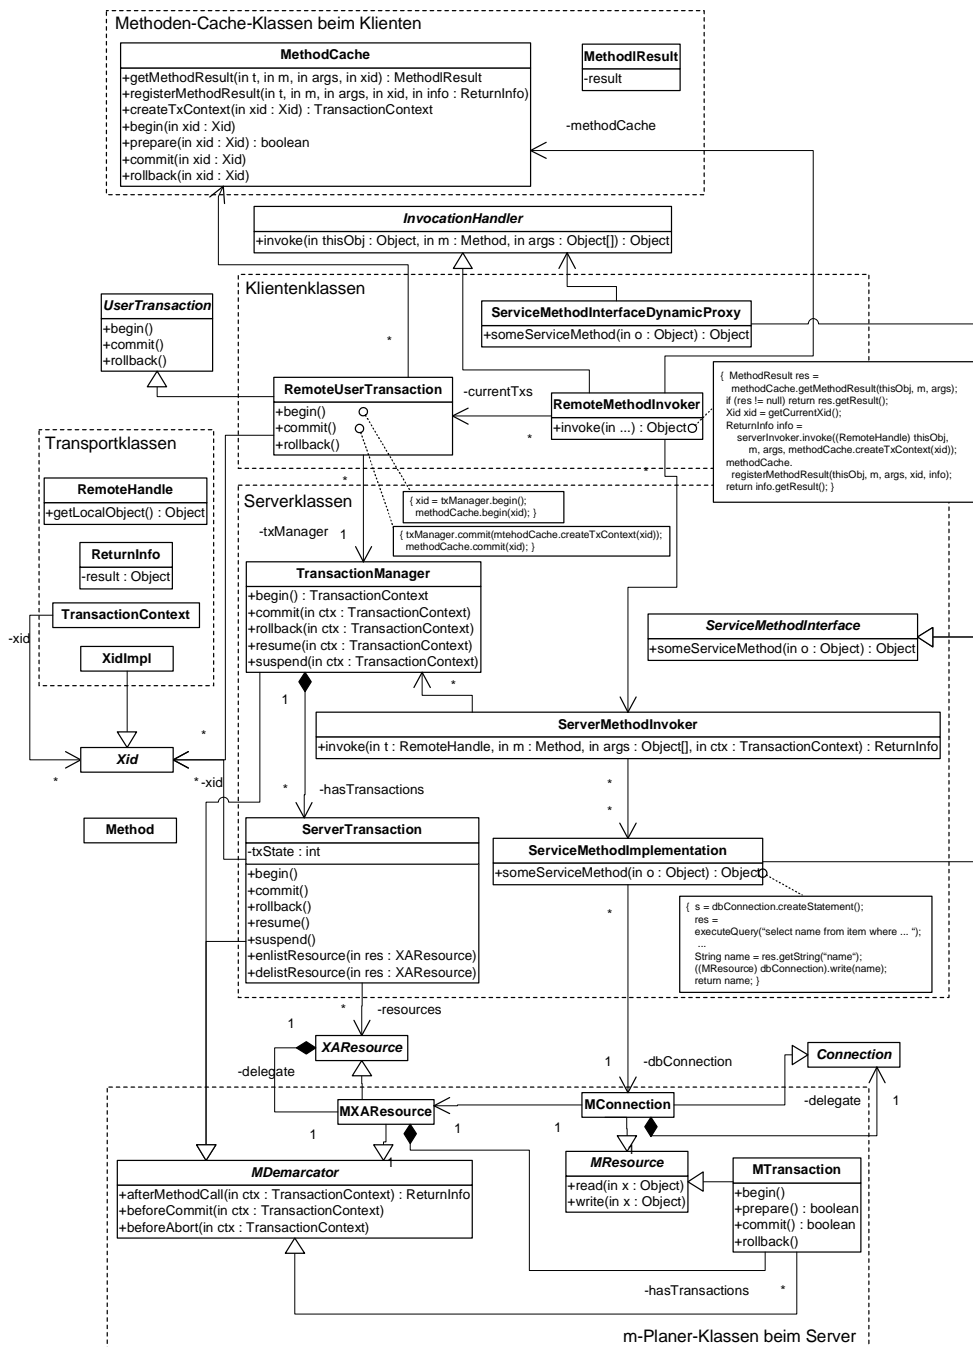 Methoden-Cache-Klassen beim Klienten
MethodCache
+getMethodResult(in t, in m, in args, in xid) : MethodlResult
+registerMethodResult(in t, in m, in args, in xid, in info : ReturnInfo)
+createTxContext(in xid : Xid) : TransactionContext
+begin(in xid : Xid)
+prepare(in xid : Xid) : boolean
+commit(in xid : Xid)
+rollback(in xid : Xid)
MethodlResult
-result
-methodCache
InvocationHandler
+invoke(in thisObj : Object, in m : Method, in args : Object[]) : Object
Klientenklassen
UserTransaction
+begin()
+commit()
+rollback()
ServiceMethodInterfaceDynamicProxy
+someServiceMethod(in o : Object) : Object
*
RemoteUserTransaction
+begin()
+commit()
+rollback()
-currentTxs
*
RemoteMethodInvoker
+invoke(in ...) : Object
{ MethodResult res =
methodCache.getMethodResult(thisObj, m, args);
if (res != null) return res.getResult();
Xid xid = getCurrentXid();
ReturnInfo info =
serverInvoker.invoke((RemoteHandle) thisObj,
m, args, methodCache.createTxContext(xid));
methodCache.
registerMethodResult(thisObj, m, args, xid, info);
return info.getResult(); }
Transportklassen
RemoteHandle
+getLocalObject() : Object
ReturnInfo
-result : Object
TransactionContext
-xid
XidImpl
*
*
Xid
*
-xid
Method
*
*
Serverklassen
{ xid = txManager.begin();
methodCache.begin(xid); }
-txManager
1
{ txManager.commit(mtehodCache.createTxContext(xid));
methodCache.commit(xid); }
TransactionManager
+begin() : TransactionContext
+commit(in ctx : TransactionContext)
+rollback(in ctx : TransactionContext)
+resume(in ctx : TransactionContext)
+suspend(in ctx : TransactionContext)
ServiceMethodInterface
+someServiceMethod(in o : Object) : Object
1
*
*
ServerMethodInvoker
+invoke(in t : RemoteHandle, in m : Method, in args : Object[], in ctx : TransactionContext) : ReturnInfo
*
-hasTransactions
*
*
ServerTransaction
-txState : int
+begin()
+commit()
+rollback()
+resume()
+suspend()
+enlistResource(in res : XAResource)
+delistResource(in res : XAResource)
ServiceMethodImplementation
+someServiceMethod(in o : Object) : Object
*
{ s = dbConnection.createStatement();
res =
executeQuery("select name from item where ... ");
...
String name = res.getString("name");
((MResource) dbConnection).write(name);
return name; }
*
-resources
1
XAResource
-delegate
1
-dbConnection
Connection
-delegate
1
MXAResource
1
1
MConnection
1
1
1
MDemarcator
+afterMethodCall(in ctx : TransactionContext) : ReturnInfo
+beforeCommit(in ctx : TransactionContext)
+beforeAbort(in ctx : TransactionContext)
MResource
+read(in x : Object)
+write(in x : Object)
MTransaction
+begin()
+prepare() : boolean
+commit() : boolean
+rollback()
-hasTransactions
*
m-Planer-Klassen beim Server